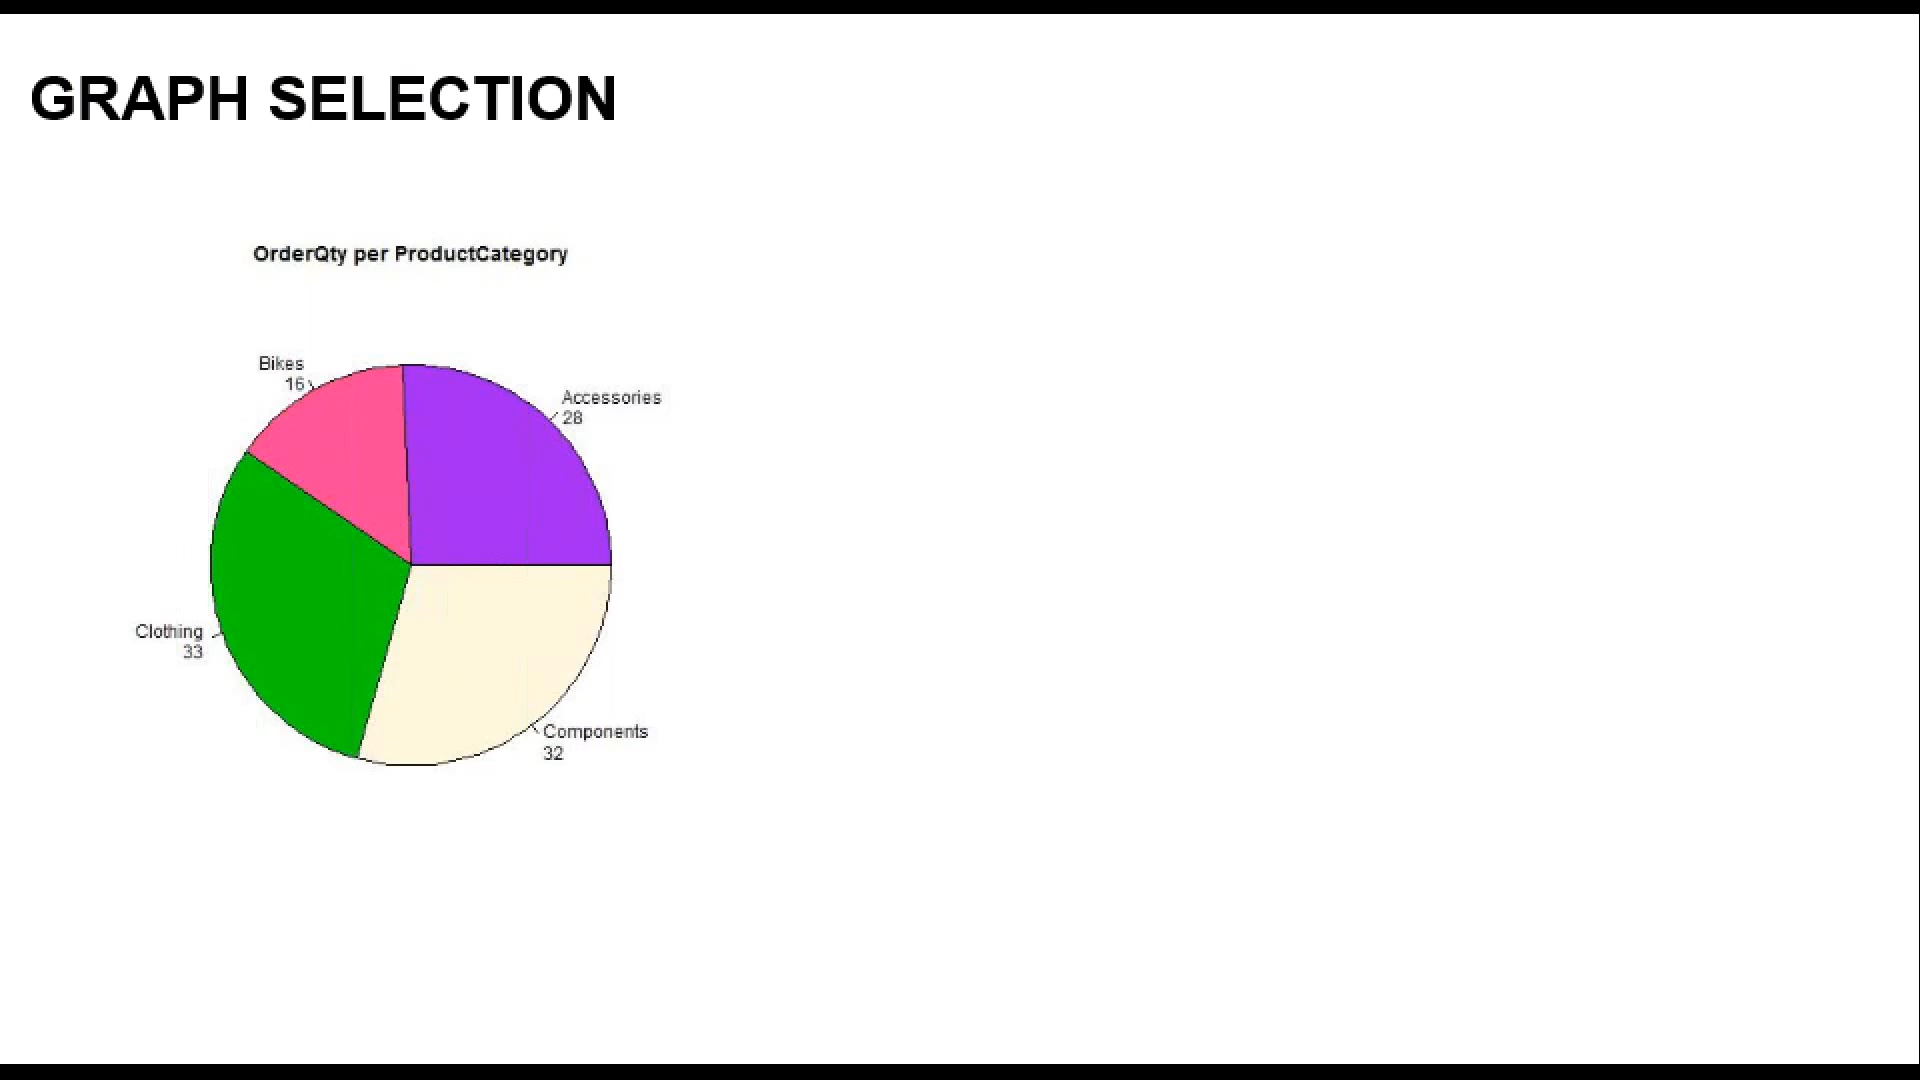 GRAPH SELECTION
OrderQty per ProductCategory
Bikes
16
Accessories
28
Clothing
33
Components
32